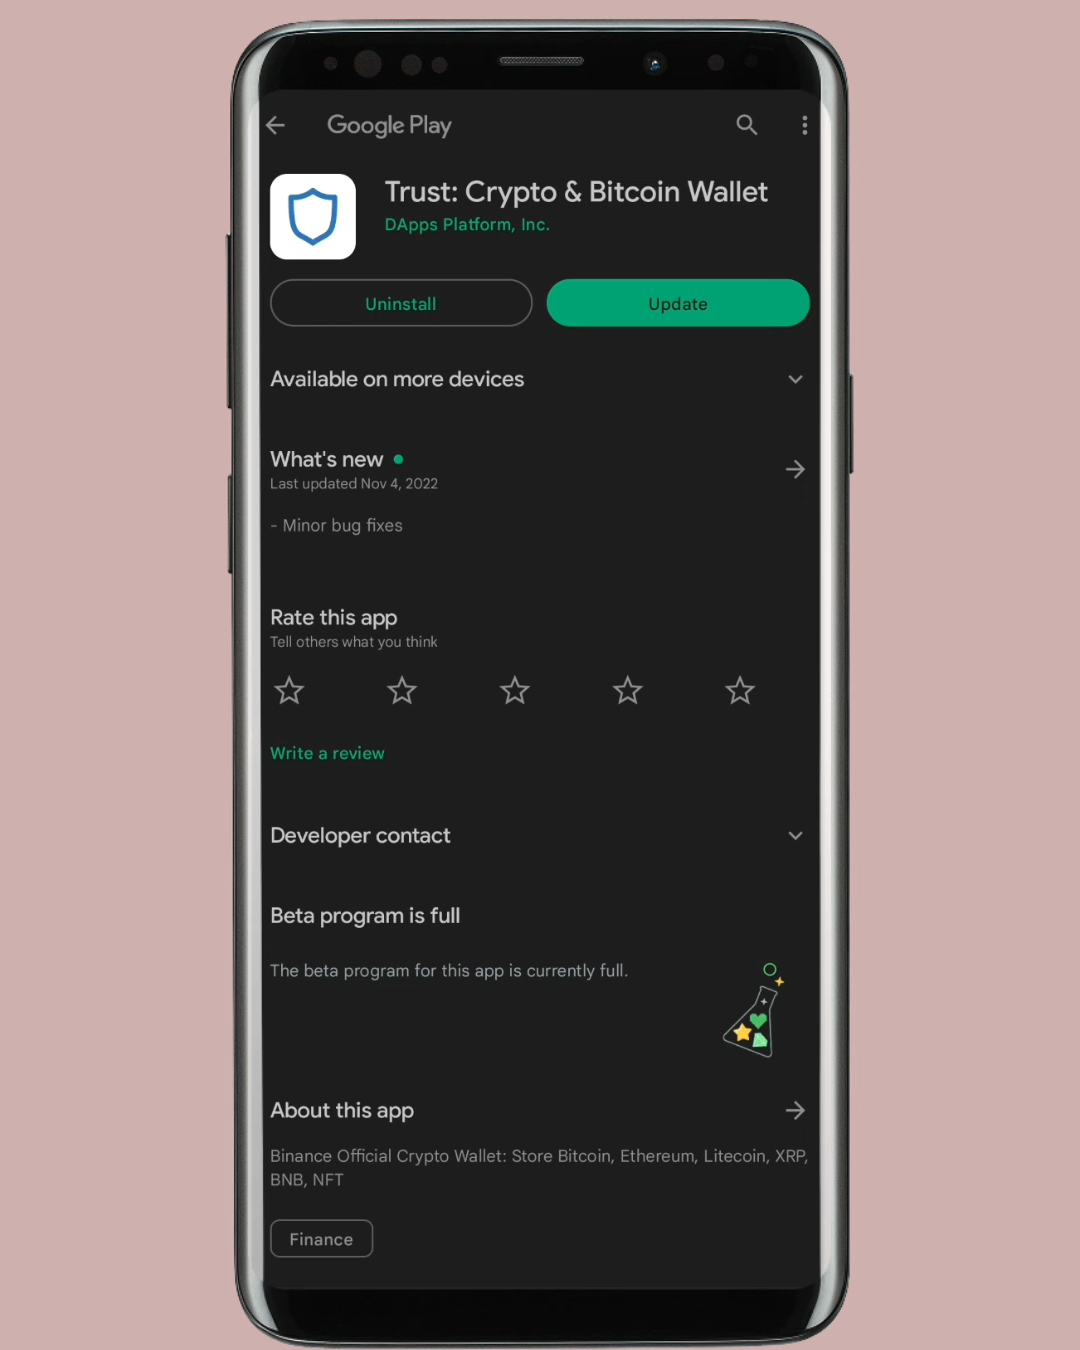 Google Play
Trust: Crypto & Bitcoin Wallet
DApps Platform, Inc.
Uninstall
Update
Available on more devices
What's new
Last updated Nov 4, 2022
- Minor bug fixes
Rate this app
Tell others what you think
Write a review
Developer contact
Beta program is full
The beta program for this app is currently full.
About this app
Binance Official Crypto Wallet: Store Bitcoin, Ethereum, Litecoin, XRP,
BNB, NFT
Finance